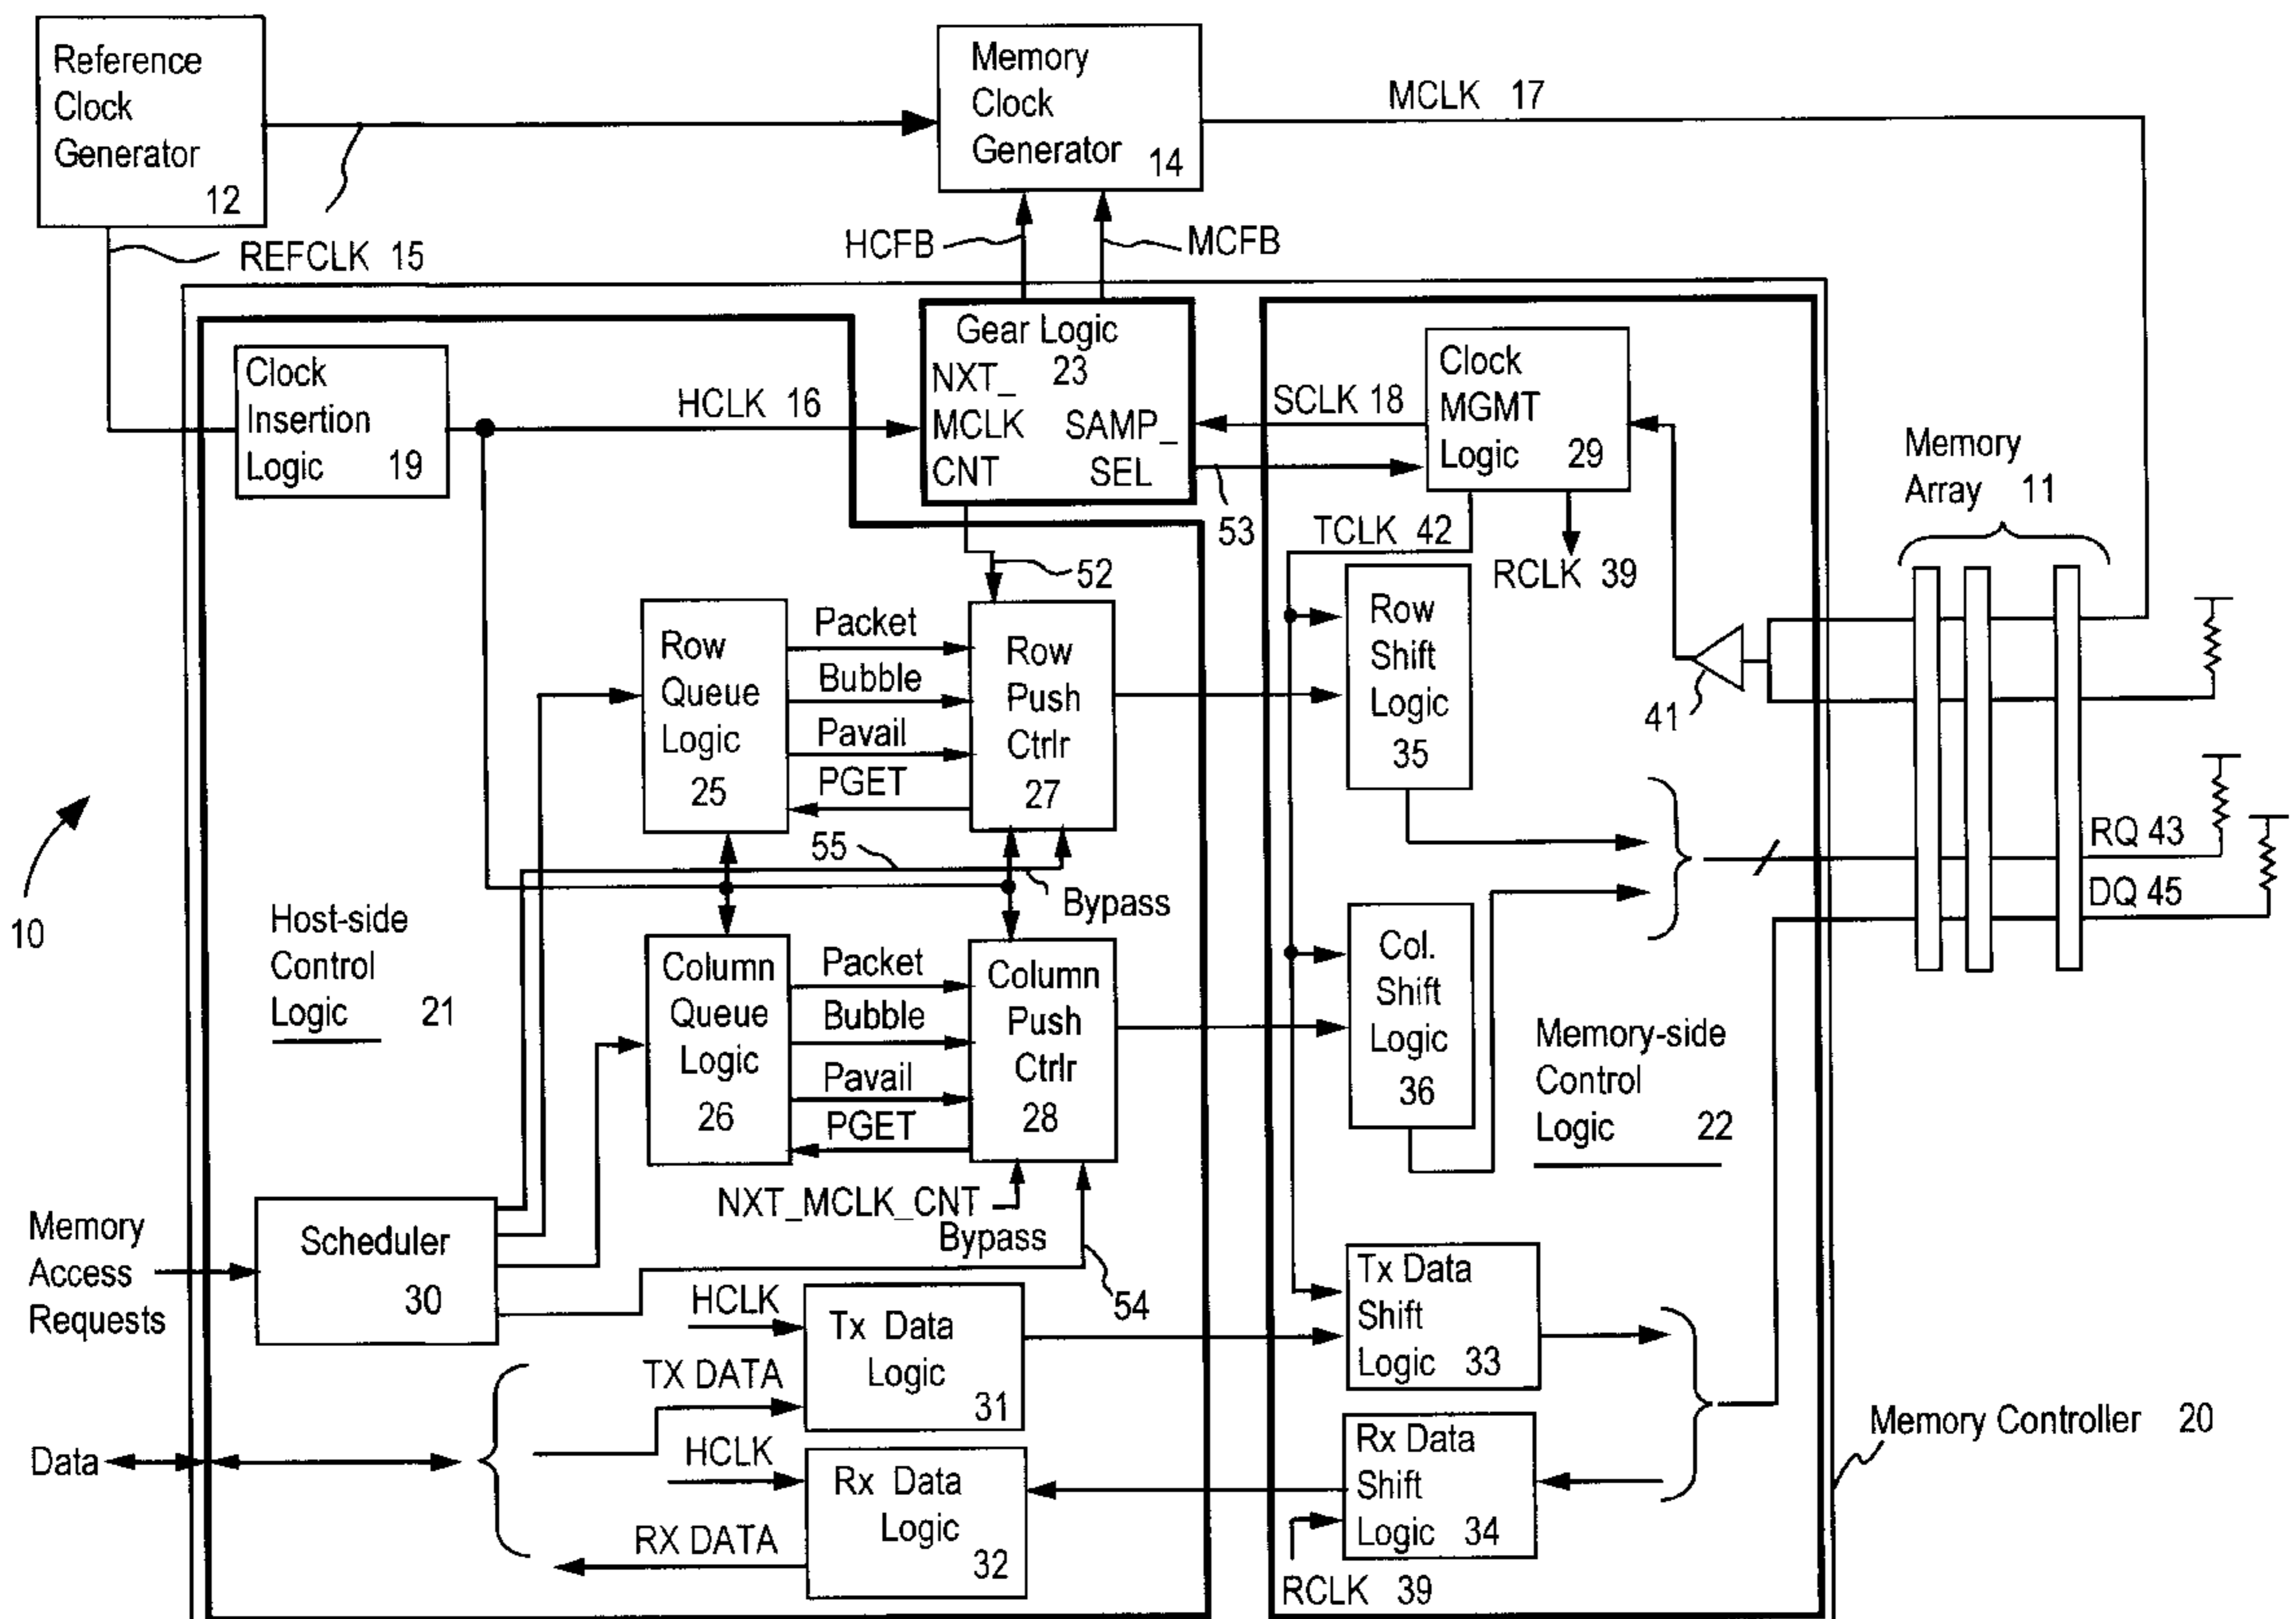 Reference
Clock
Generator
12
Memory
Clock
Generator 14
MCLK 17
HCFB
MCFB
REFCLK 15
Clock
Insertion
Logic 19
HCLK 16
Gear Logic
23
NXT_
MCLK
CNT
SAMP_
SEL
SCLK 18
53
Clock
MGMT
Logic 29
TCLK 42
RCLK 39
Memory
Array 11
52
Row
Queue
Logic
25
Packet
Bubble
Pavail
PGET
Row
Push
Ctrlr
27
Row
Shift
Logic
35
41
RQ 43
DQ 45
55
Bypass
10
Host-side
Control
Logic 21
Column
Queue
Logic
26
Packet
Bubble
Pavail
PGET
Column
Push
Ctrlr
28
Col.
Shift
Logic
36
Memory-side
Control
Logic 22
NXT_MCLK_CNT
Bypass
54
Memory
Access
Requests
Scheduler
30
HCLK
Tx Data
Logic
31
TX DATA
Tx Data
Shift
Logic 33
Data
HCLK
Rx Data
Logic
32
RX DATA
Rx Data
Shift
Logic 34
RCLK 39
Memory Controller 20